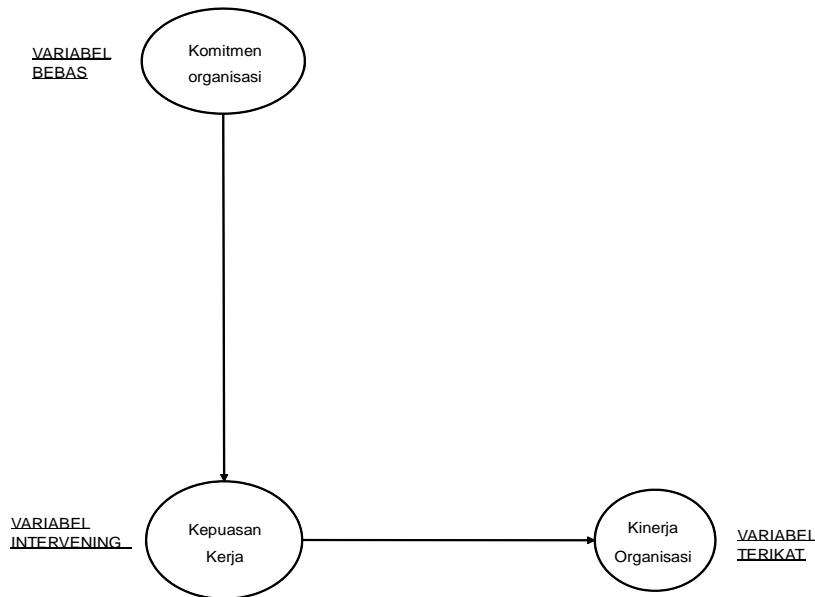 VARIABEL
BEBAS
Komitmen
organisasi
VARIABEL
INTERVENING
Kepuasan
Kerja
Kinerja
Organisasi
VARIABEL
TERIKAT